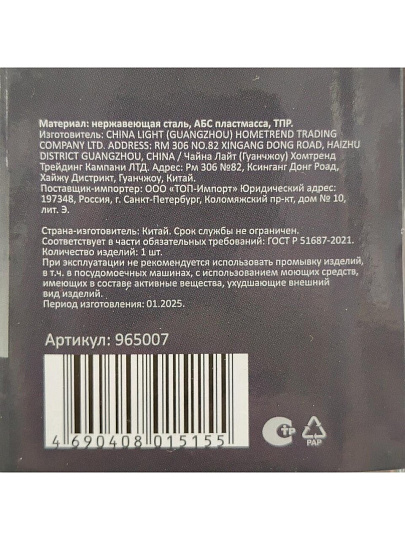 Материал: нержавеющая сталь, АБС пластмасса, ТПР.
Изготовитель: CHINA LIGHT (GUANGZHOU) HOMETREND TRADING
COMPANY LTD. ADDRESS: RM 306 NO.82 XINGANG DONG ROAD, HAIZHU
DISTRICT GUANGZHOU, CHINA / Чайна Лайт (Гуанчжоу) Хомтренд
Трейдинг Кампани ЛТД. Адрес: Рм 306 №82, Ксинганг Донг Роад,
Хайжу Дистрикт, Гуанчжоу, Китай.
Поставщик-импортер: ООО «ТОП-Импорт» Юридический адрес:
197348, Россия, г. Санкт-Петербург, Коломяжский пр-кт, дом № 10,
лит. Э.
Страна-изготовитель: Китай. Срок службы не ограничен.
Соответствует в части обязательных требований: ГОСТ Р 51687-2021.
Количество изделий: 1 шт.
При эксплуатации не рекомендуется использовать промывку изделий,
в т.ч. в посудомоечных машинах, с использованием моющих средств,
имеющих в составе активные вещества, ухудшающие внешний
вид изделий.
Период изготовления: 01.2025.
Артикул: 965007
4 690408 015155
PAP